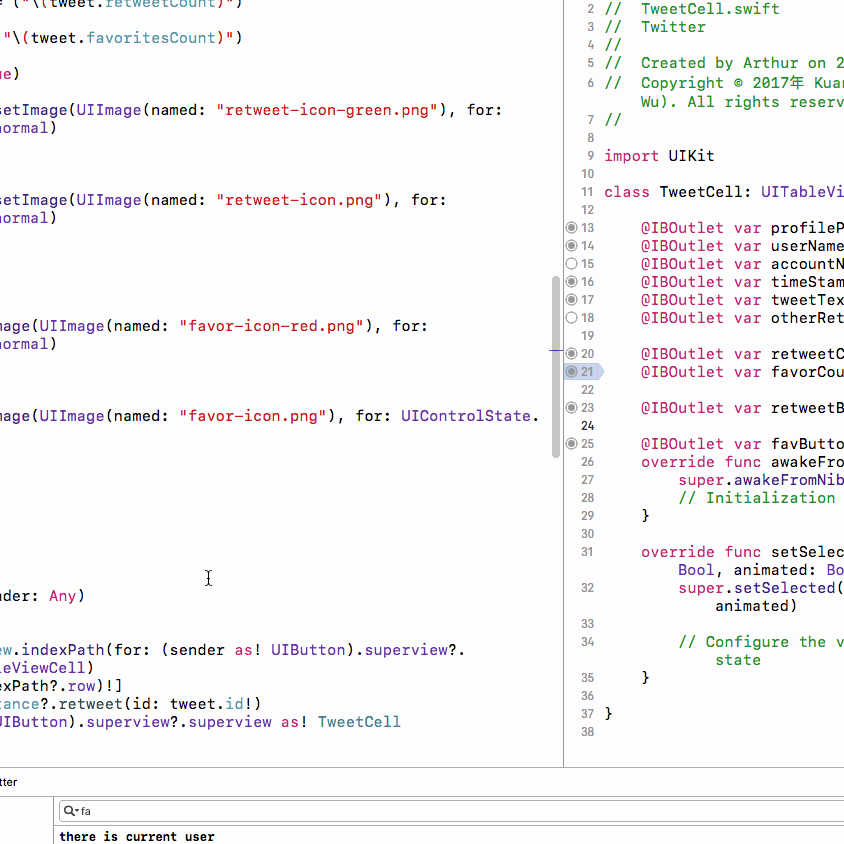 = ("\(tweet.retweetCount)")
"\(tweet.favoritesCount)")
ue)
setImage(UIImage(named: "retweet-icon-green.png"), for:
normal)
setImage(UIImage(named: "retweet-icon.png"), for:
normal)
mage(UIImage(named: "favor-icon-red.png"), for:
normal)
mage(UIImage(named: "favor-icon.png"), for: UIControlState.
nder: Any)
ew.indexPath(for: (sender as! UIButton).superview?.
leViewCell)
exPath?.row)!]
tance?.retweet(id: tweet.id!)
UIButton).superview?.superview as! TweetCell
2 //  TweetCell.swift
3 //  Twitter
4 //
5 //  Created by Arthur on 2
6 //  Copyright © 2017年 Kua
Wu). All rights reserv
7 //
8
9 import UIKit
10
11 class TweetCell: UITableVi
12
13 @IBOutlet var profileP
14 @IBOutlet var userName
15 @IBOutlet var accountN
16 @IBOutlet var timeStam
17 @IBOutlet var tweetTex
18 @IBOutlet var otherRet
19
20 @IBOutlet var retweetC
21 @IBOutlet var favorCou
22
23 @IBOutlet var retweetB
24
25 @IBOutlet var favButto
26 override func awakeFro
27 super.awakeFromNib
28 // Initialization
29 }
30
31 override func setSelec
Bool, animated: Bo
32 super.setSelected(
animated)
33
34 // Configure the v
state
35 }
36
37 }
38
tter
fa
there is current user